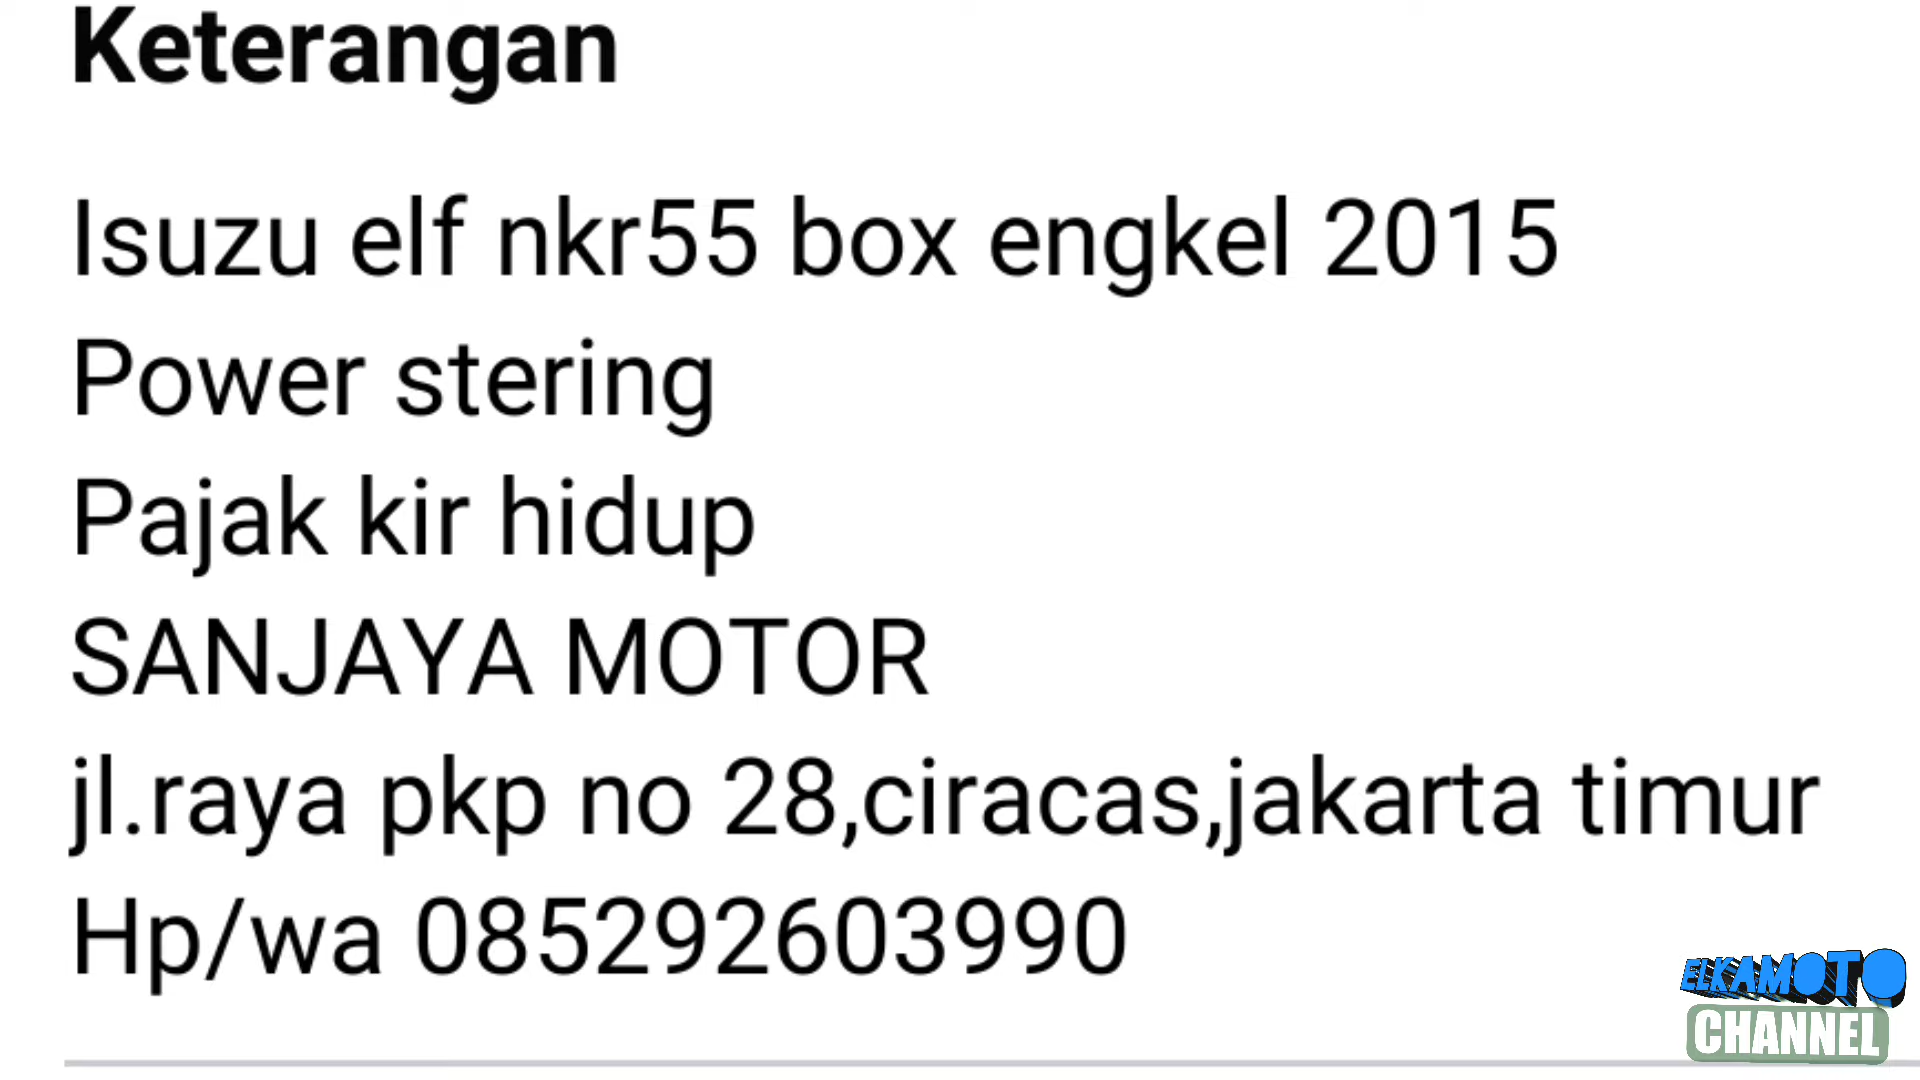 Keterangan
Isuzu elf nkr55 box engkel 2015
Power stering
Pajak kir hidup
SANJAYA MOTOR
jl.raya pkp no 28,ciracas,jakarta timur
Hp/wa 085292603990
ELKAMOTO
CHANNEL